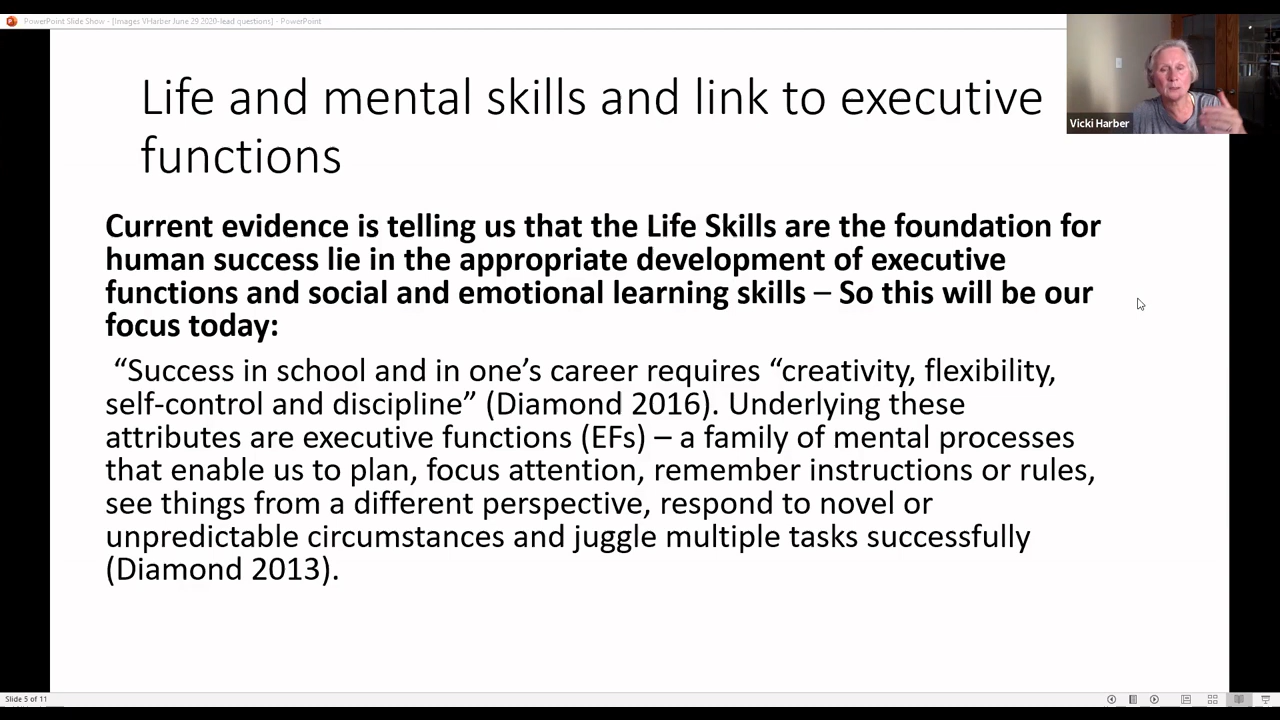 PowerPoint Slide Show - [Images VHarber June 29 2020-lead questions] - PowerPoint
Life and mental skills and link to executive
functions
Vicki Harber
Current evidence is telling us that the Life Skills are the foundation for
human success lie in the appropriate development of executive
functions and social and emotional learning skills – So this will be our
focus today:
“Success in school and in one’s career requires “creativity, flexibility,
self-control and discipline” (Diamond 2016). Underlying these
attributes are executive functions (EFs) – a family of mental processes
that enable us to plan, focus attention, remember instructions or rules,
see things from a different perspective, respond to novel or
unpredictable circumstances and juggle multiple tasks successfully
(Diamond 2013).
Slide 5 of 11